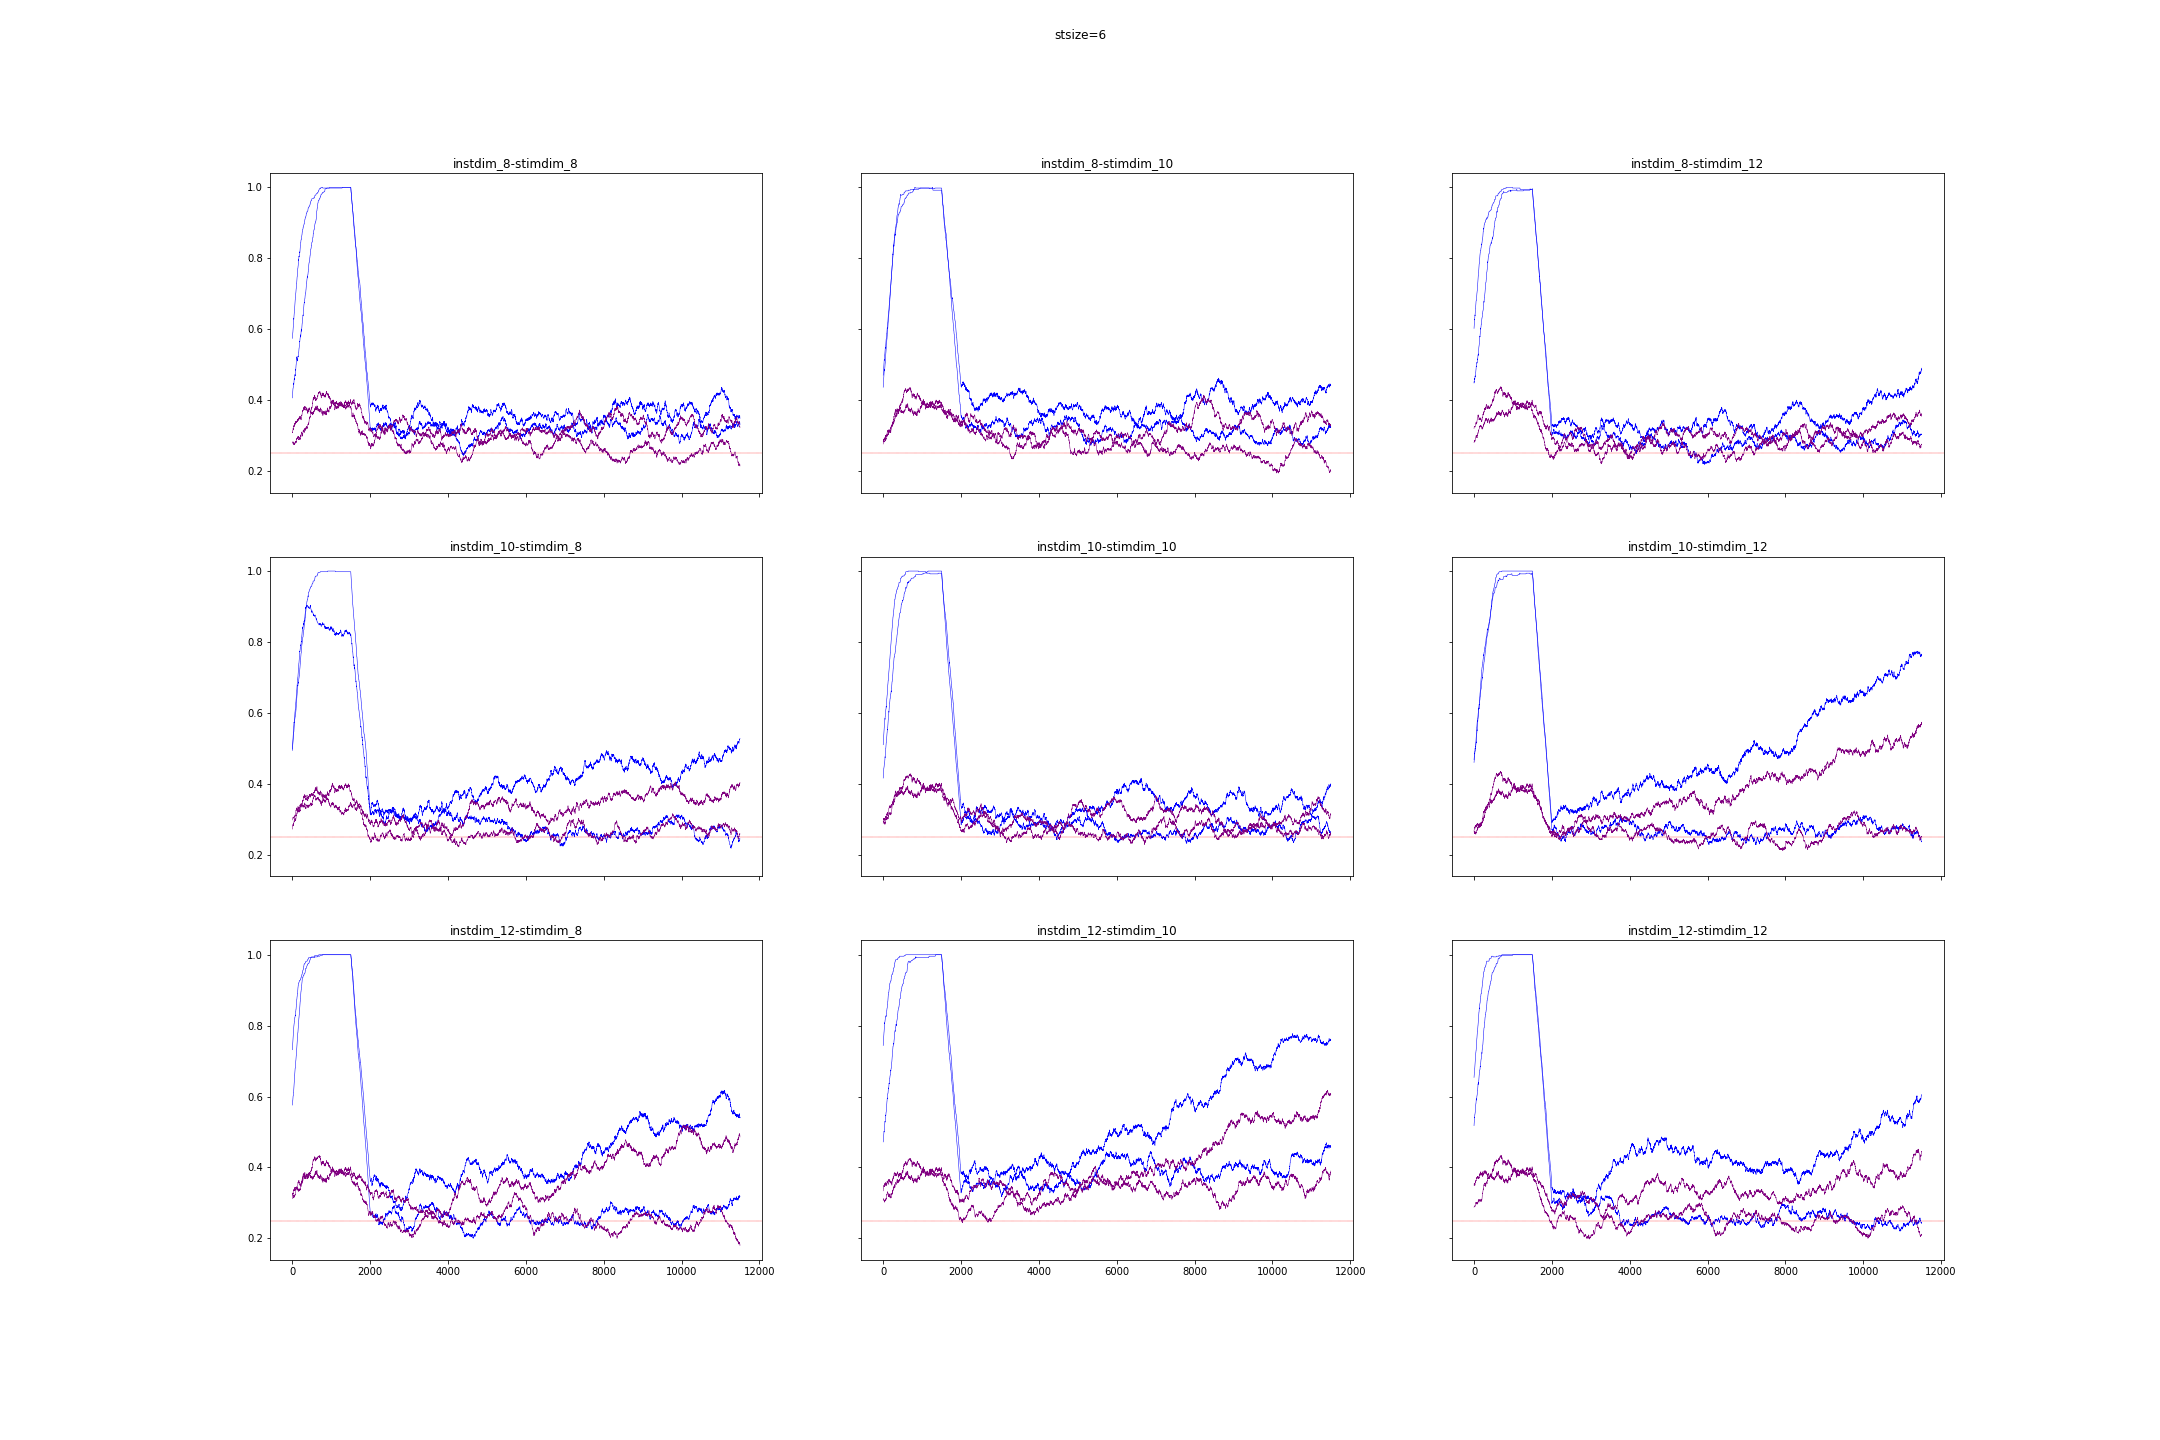 stsize=6
instdim_8-stimdim_8
instdim_8-stimdim_10
instdim_8-stimdim_12
1.0
0.8
0.6
0.4
0.2
instdim_10-stimdim_8
instdim_10-stimdim_10
instdim_10-stimdim_12
1.0
0.8
0.6
0.4
0.2
instdim_12-stimdim_8
instdim_12-stimdim_10
instdim_12-stimdim_12
1.0
0.8
0.6
0.4
0.2
0 2000 4000 6000 8000 10000 12000
0 2000 4000 6000 8000 10000 12000
0 2000 4000 6000 8000 10000 12000